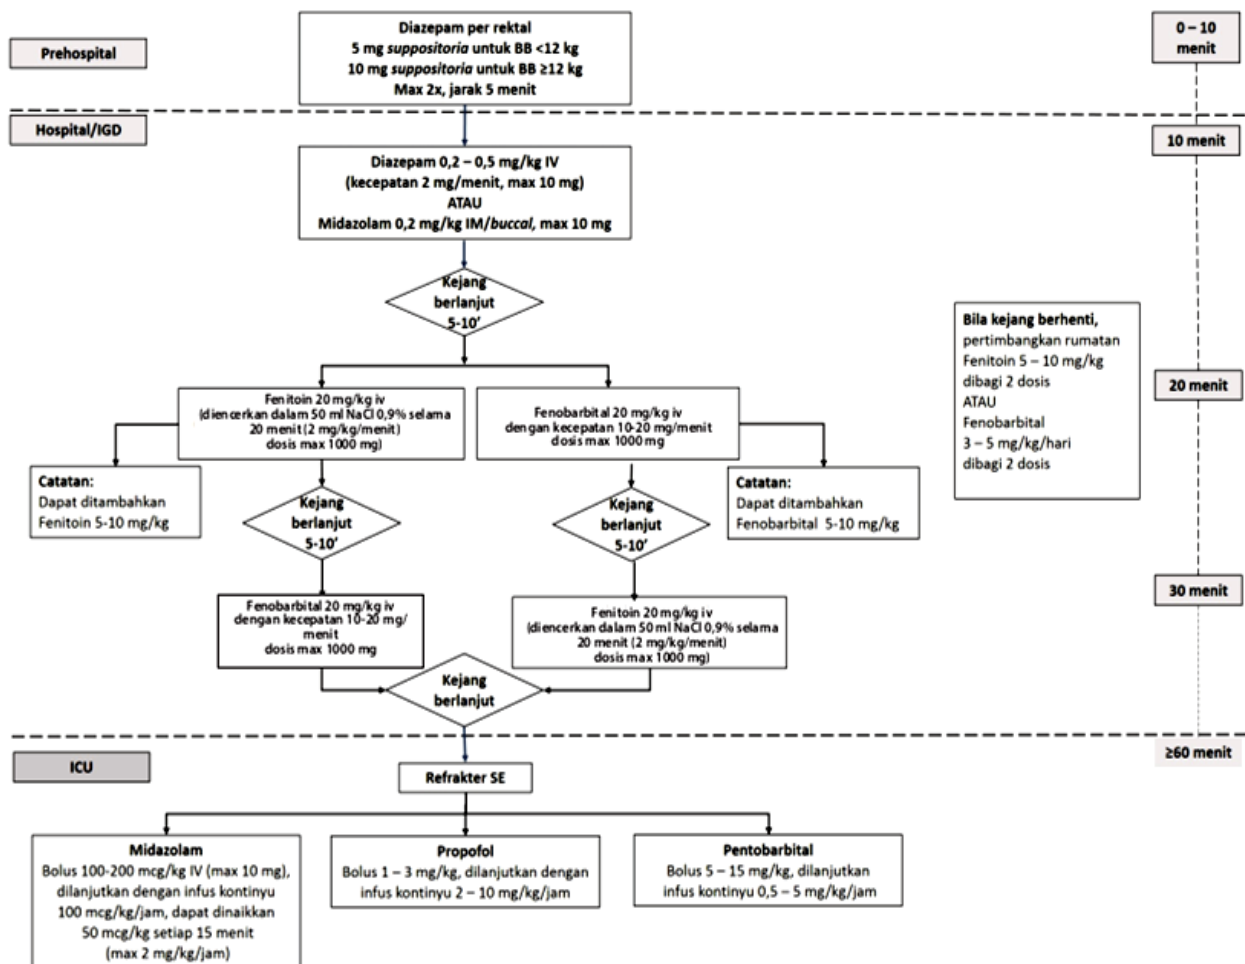 Prehospital
Diazepam per rektal
5 mg suppositoria untuk BB <12 kg
10 mg suppositoria untuk BB ≥12 kg
Max 2x, jarak 5 menit
0 – 10
menit
Hospital/IGD
10 menit
Diazepam 0,2 – 0,5 mg/kg IV
(kecepatan 2 mg/menit, max 10 mg)
ATAU
Midazolam 0,2 mg/kg IM/buccal, max 10 mg
Kejang
berlanjut
5-10’
Bila kejang berhenti,
pertimbangkan rumatan
Fenitoin 5 – 10 mg/kg
dibagi 2 dosis
ATAU
Fenobarbital
3 – 5 mg/kg/hari
dibagi 2 dosis
20 menit
Fenitoin 20 mg/kg iv
(diencerkan dalam 50 ml NaCl 0,9% selama
20 menit (2 mg/kg/menit)
dosis max 1000 mg)
Fenobarbital 20 mg/kg iv
dengan kecepatan 10-20 mg/menit
dosis max 1000 mg
Catatan:
Dapat ditambahkan
Fenitoin 5-10 mg/kg
Kejang
berlanjut
5-10’
Kejang
berlanjut
5-10’
Catatan:
Dapat ditambahkan
Fenobarbital 5-10 mg/kg
30 menit
Fenobarbital 20 mg/kg iv
dengan kecepatan 10-20 mg/
menit
dosis max 1000 mg
Fenitoin 20 mg/kg iv
(diencerkan dalam 50 ml NaCl 0,9% selama
20 menit (2 mg/kg/menit)
dosis max 1000 mg)
Kejang
berlanjut
≥60 menit
ICU
Refrakter SE
Midazolam
Bolus 100-200 mcg/kg IV (max 10 mg),
dilanjutkan dengan infus kontinyu
100 mcg/kg/jam, dapat dinaikkan
50 mcg/kg setiap 15 menit
(max 2 mg/kg/jam)
Propofol
Bolus 1 – 3 mg/kg, dilanjutkan dengan
infus kontinyu 2 – 10 mg/kg/jam
Pentobarbital
Bolus 5 – 15 mg/kg, dilanjutkan
infus kontinyu 0,5 – 5 mg/kg/jam